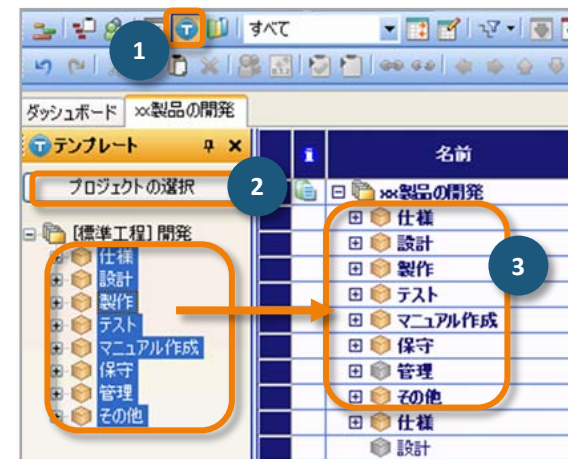 すべて
1
ダッシュボード xx製品の開発
テンプレート
プロジェクトの選択
2
[標準工程] 開発
仕様
設計
製作
テスト
マニュアル作成
保守
管理
その他
名前
xx製品の開発
仕様
設計
製作
3
テスト
マニュアル作成
保守
管理
その他
仕様
設計